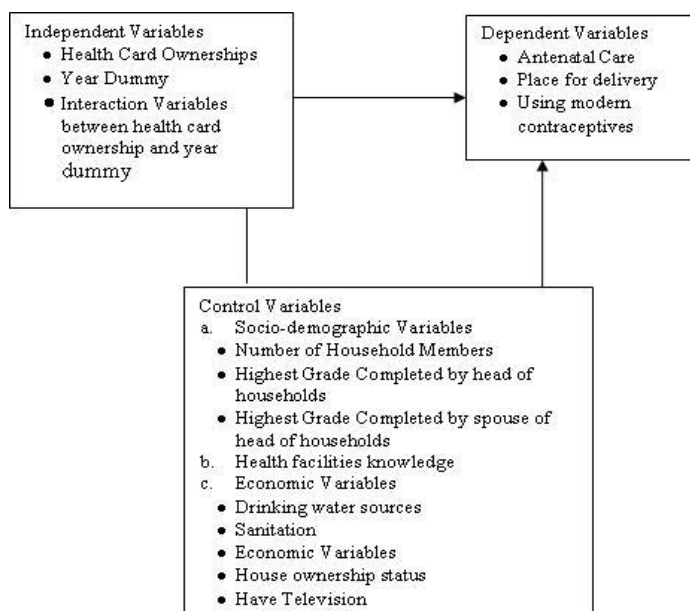 Independent Variables
● Health Card Ownerships
● Year Dummy
● Interaction Variables
between health card
ownership and year
dummy
Dependent Variables
● Antenatal Care
● Place for delivery
● Using modern
contraceptives
Control Variables
a. Socio-demographic Variables
● Number of Household Members
● Highest Grade Completed by head of
households
● Highest Grade Completed by spouse of
head of households
b. Health facilities knowledge
c. Economic Variables
● Drinking water sources
● Sanitation
● Economic Variables
● House ownership status
● Have Television